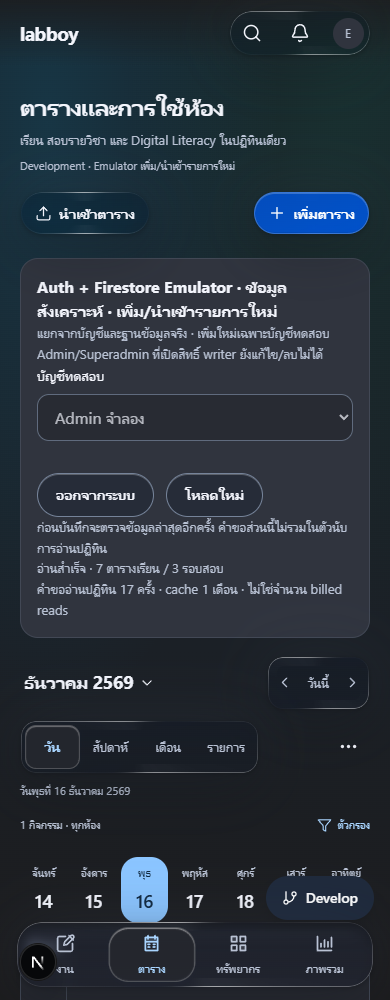 labboy
E
ตารางและการใช้ห้อง
เรียน สอบรายวิชา และ Digital Literacy ในปฏิทินเดียว
Development · Emulator เพิ่ม/นำเข้ารายการใหม่
นำเข้าตาราง
เพิ่มตาราง
Auth + Firestore Emulator · ข้อมูล
สังเคราะห์ · เพิ่ม/นำเข้ารายการใหม่
แยกจากบัญชีและฐานข้อมูลจริง · เพิ่มใหม่เฉพาะบัญชีทดสอบ
Admin/Superadmin ที่เปิดสิทธิ์ writer ยังแก้ไข/ลบไม่ได้
บัญชีทดสอบ
Admin จำลอง
ออกจากระบบ
โหลดใหม่
ก่อนบันทึกจะตรวจข้อมูลล่าสุดอีกครั้ง คำขอส่วนนี้ไม่รวมในตัวนับ
การอ่านปฏิทิน
อ่านสำเร็จ · 7 ตารางเรียน / 3 รอบสอบ
คำขออ่านปฏิทิน 17 ครั้ง · cache 1 เดือน · ไม่ใช่จำนวน billed
reads
ธันวาคม 2569
วันนี้
วัน สัปดาห์ เดือน รายการ
วันพุธที่ 16 ธันวาคม 2569
1 กิจกรรม · ทุกห้อง
ตัวกรอง
จันทร์ อังคาร พุธ พฤหัส ศุกร์ เสาร์ อาทิตย์
14 15 16 17 18
Develop
N
งาน ตาราง ทรัพยากร ภาพรวม